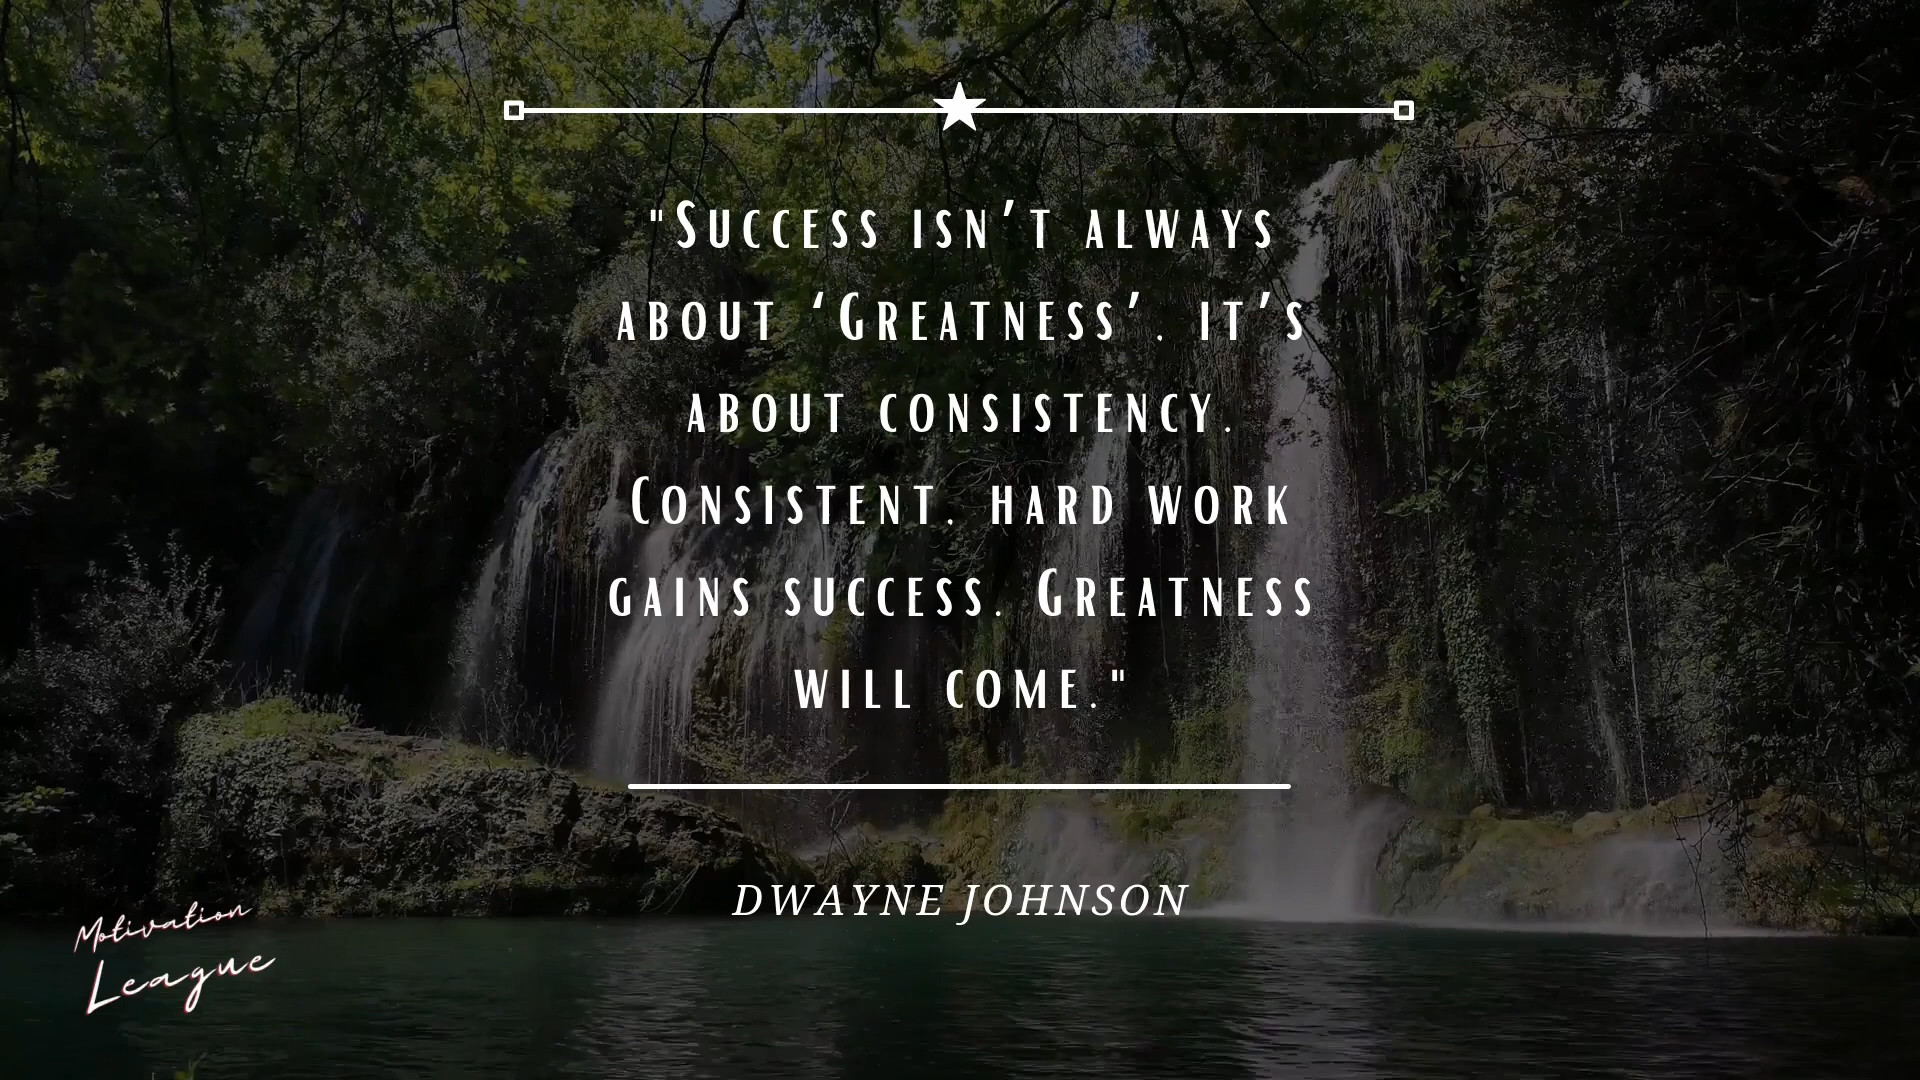 "Success isn’t always
about ‘Greatness’, it’s
about consistency.
Consistent, hard work
gains success. Greatness
will come."
DWAYNE JOHNSON
Motivation
League